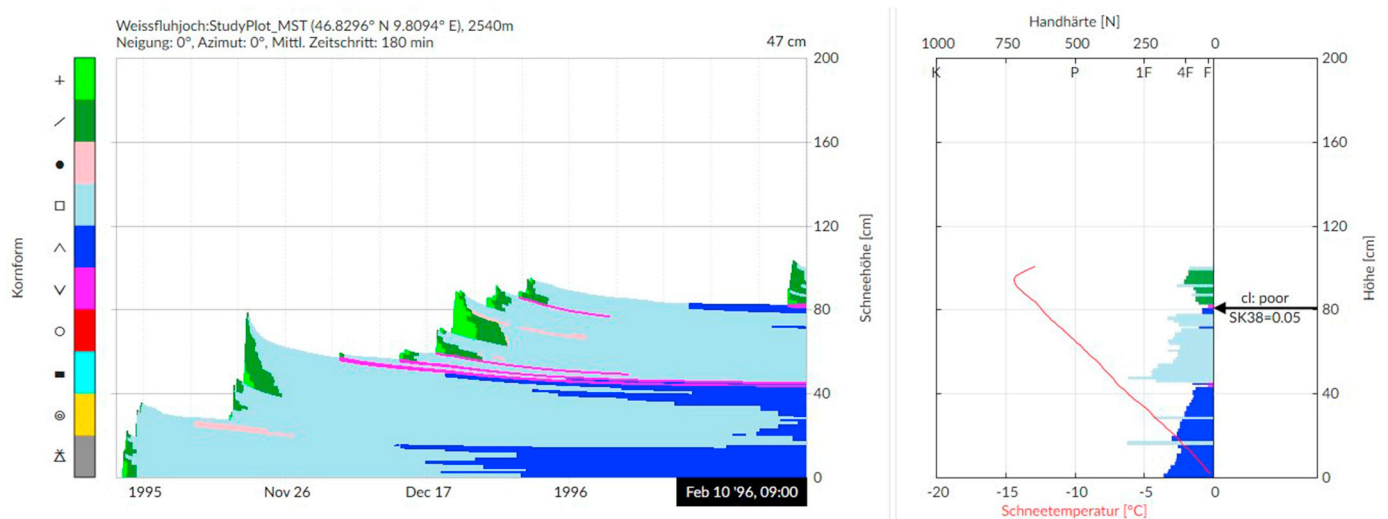 Weissfluhjoch:StudyPlot_MST (46.8296° N 9.8094° E), 2540m
Neigung: 0°, Azimut: 0°, Mittl. Zeitschritt: 180 min
47 cm
Kornform
200
160
120
80
40
0
Schneehöhe [cm]
1995
Nov 26
Dec 17
1996
Feb 10 '96, 09:00
Handhärte [N]
1000
750
500
250
0
K
P
1F
4F
F
cl: poor
SK38=0.05
200
160
120
80
40
0
Höhe [cm]
-20
-15
-10
-5
0
Schneetemperatur [°C]